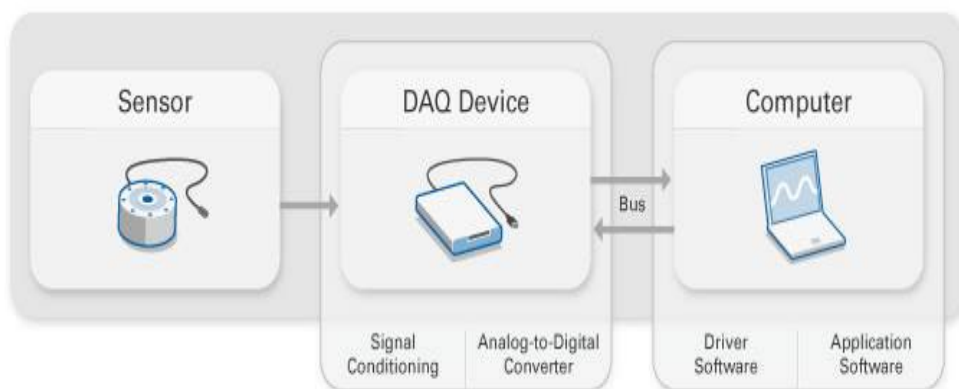 Sensor
DAQ Device
Computer
Bus
Signal
Conditioning
Analog-to-Digital
Converter
Driver
Software
Application
Software